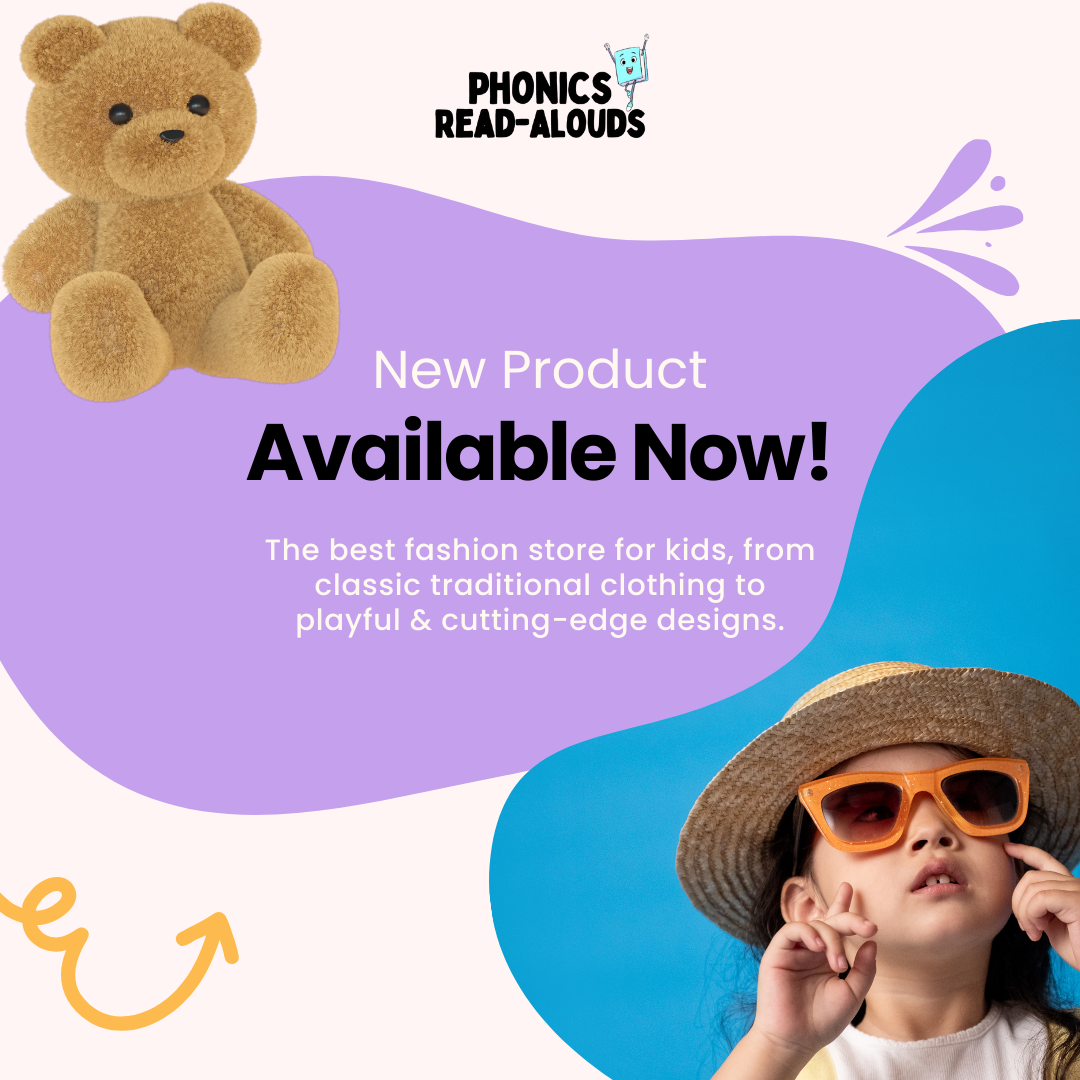 PHONICS
READ-ALOUDS
New Product
Available Now!
The best fashion store for kids, from
classic traditional clothing to
playful & cutting-edge designs.